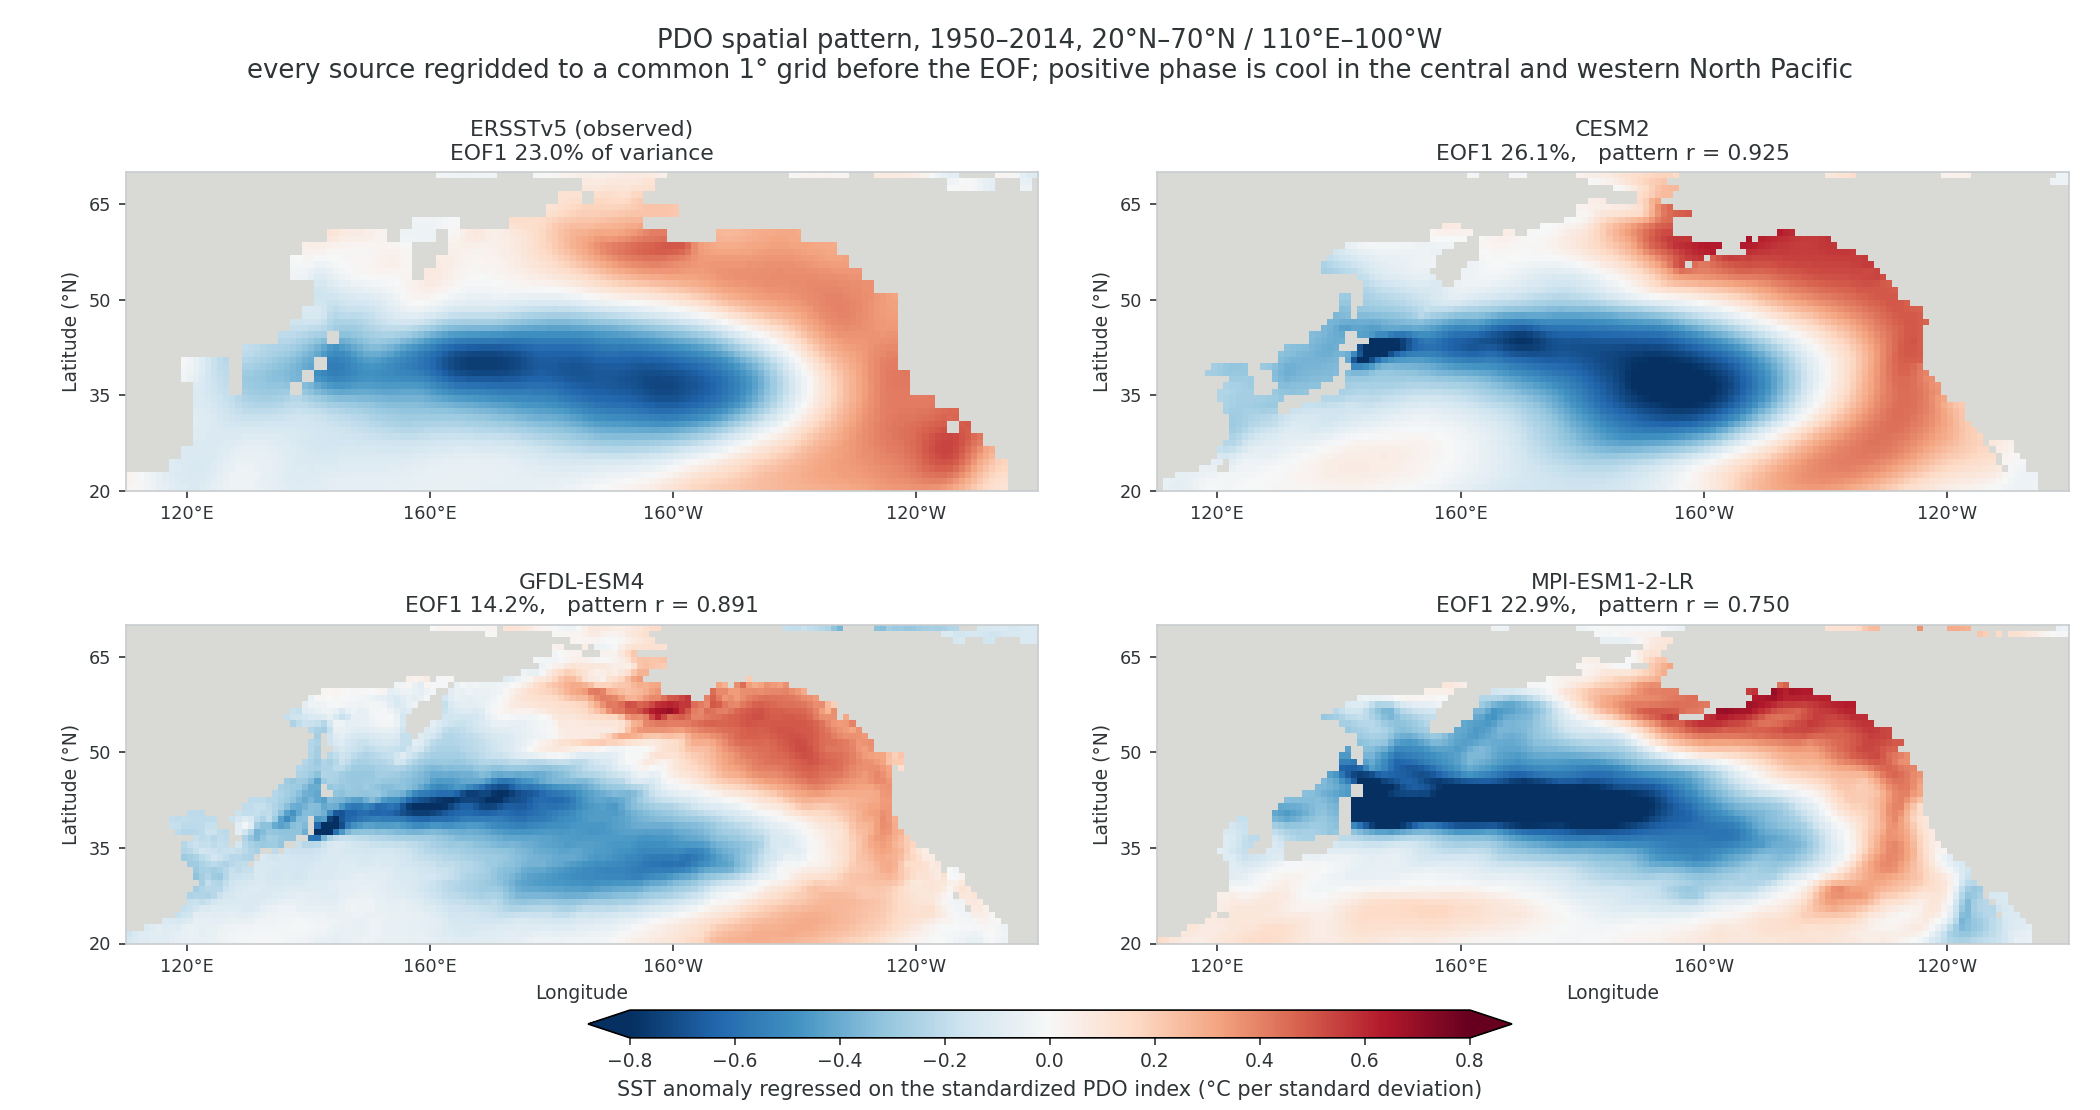 PDO spatial pattern, 1950–2014, 20°N–70°N / 110°E–100°W
every source regridded to a common 1° grid before the EOF; positive phase is cool in the central and western North Pacific
ERSSTv5 (observed)
EOF1 23.0% of variance
65
50
35
20
Latitude (°N)
120°E 160°E 160°W 120°W
CESM2
EOF1 26.1%, pattern r = 0.925
65
50
35
20
Latitude (°N)
120°E 160°E 160°W 120°W
GFDL-ESM4
EOF1 14.2%, pattern r = 0.891
65
50
35
20
Latitude (°N)
120°E 160°E 160°W 120°W
Longitude
MPI-ESM1-2-LR
EOF1 22.9%, pattern r = 0.750
65
50
35
20
Latitude (°N)
120°E 160°E 160°W 120°W
Longitude
−0.8 −0.6 −0.4 −0.2 0.0 0.2 0.4 0.6 0.8
SST anomaly regressed on the standardized PDO index (°C per standard deviation)